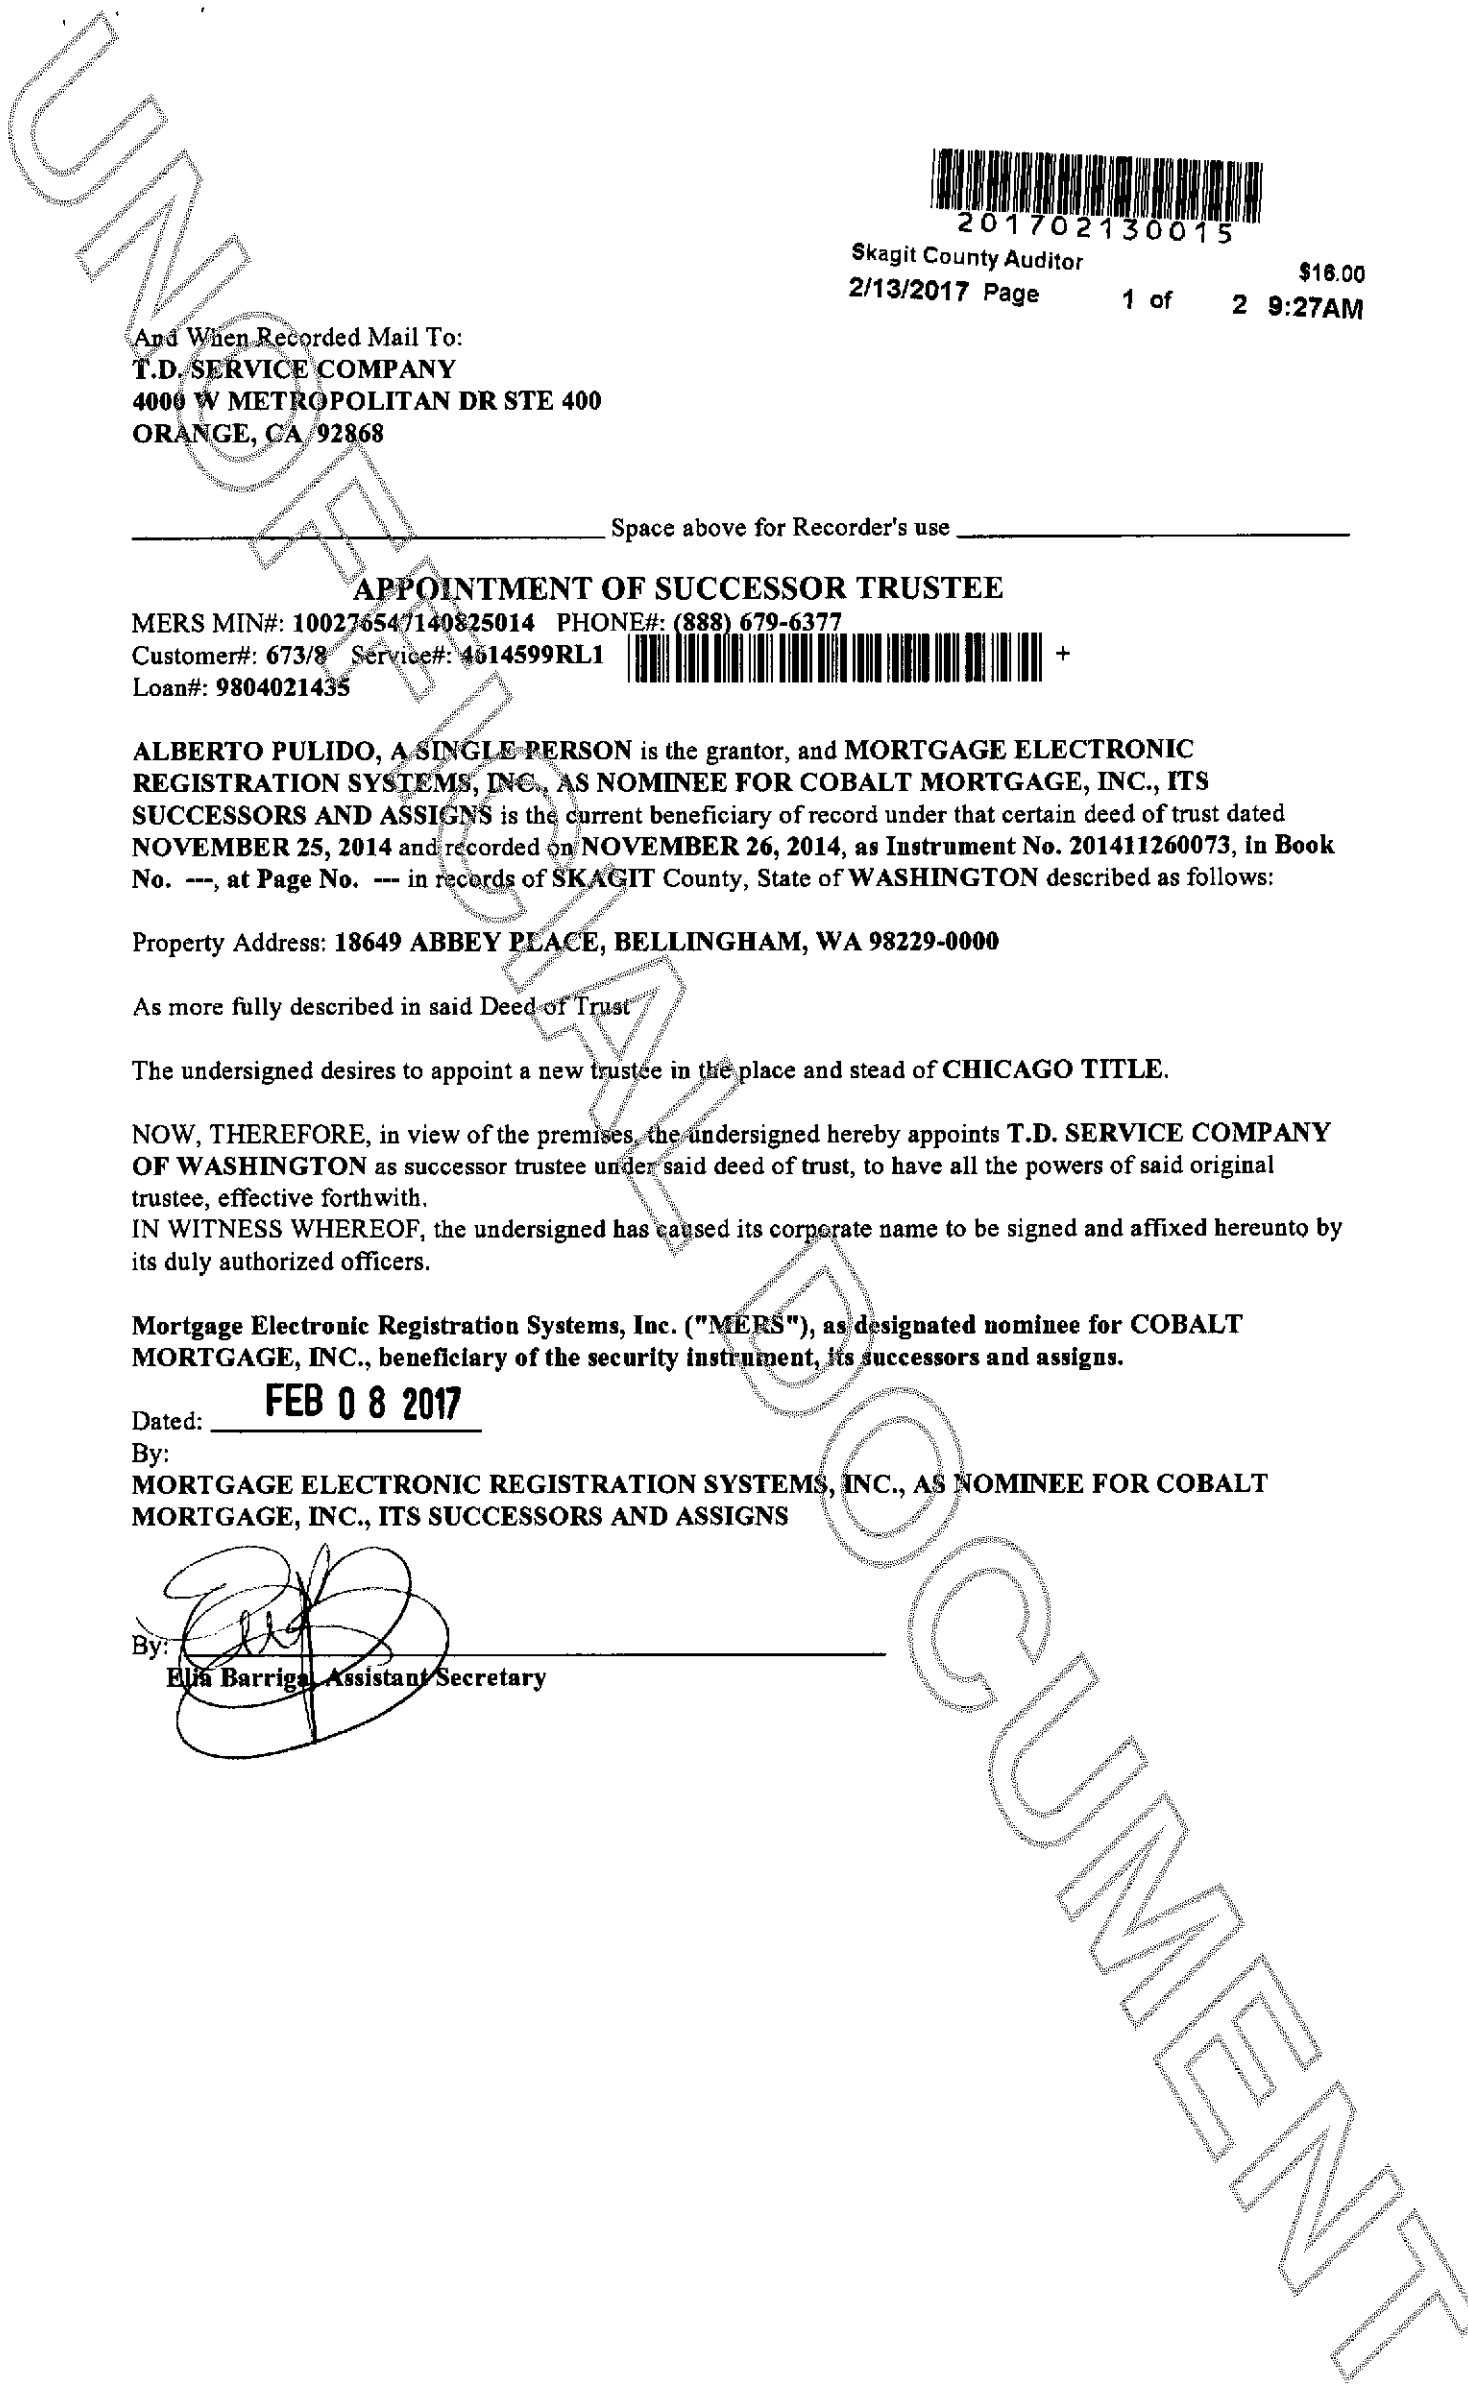 201702130015
Skagit County Auditor $16.00
2/13/2017 Page 1 of 2 9:27AM
And When Recorded Mail To:
T.D. SERVICE COMPANY
4000 W METROPOLITAN DR STE 400
ORANGE, CA 92868
Space above for Recorder's use
APPOINTMENT OF SUCCESSOR TRUSTEE
MERS MIN#: 100276547140825014 PHONE#: (888) 679-6377
Customer#: 673/8 Service#: 4614599RL1 +
Loan#: 9804021435
ALBERTO PULIDO, A SINGLE PERSON is the grantor, and MORTGAGE ELECTRONIC
REGISTRATION SYSTEMS, INC., AS NOMINEE FOR COBALT MORTGAGE, INC., ITS
SUCCESSORS AND ASSIGNS is the current beneficiary of record under that certain deed of trust dated
NOVEMBER 25, 2014 and recorded on NOVEMBER 26, 2014, as Instrument No. 201411260073, in Book
No. ---, at Page No. --- in records of SKAGIT County, State of WASHINGTON described as follows:
Property Address: 18649 ABBEY PLACE, BELLINGHAM, WA 98229-0000
As more fully described in said Deed of Trust
The undersigned desires to appoint a new trustee in the place and stead of CHICAGO TITLE.
NOW, THEREFORE, in view of the premises, the undersigned hereby appoints T.D. SERVICE COMPANY
OF WASHINGTON as successor trustee under said deed of trust, to have all the powers of said original
trustee, effective forthwith.
IN WITNESS WHEREOF, the undersigned has caused its corporate name to be signed and affixed hereunto by
its duly authorized officers.
Mortgage Electronic Registration Systems, Inc. ("MERS"), as designated nominee for COBALT
MORTGAGE, INC., beneficiary of the security instrument, its successors and assigns.
Dated: FEB 08 2017
By:
MORTGAGE ELECTRONIC REGISTRATION SYSTEMS, INC., AS NOMINEE FOR COBALT
MORTGAGE, INC., ITS SUCCESSORS AND ASSIGNS
By:
Elia Barriga, Assistant Secretary
UNOFFICIAL DOCUMENT